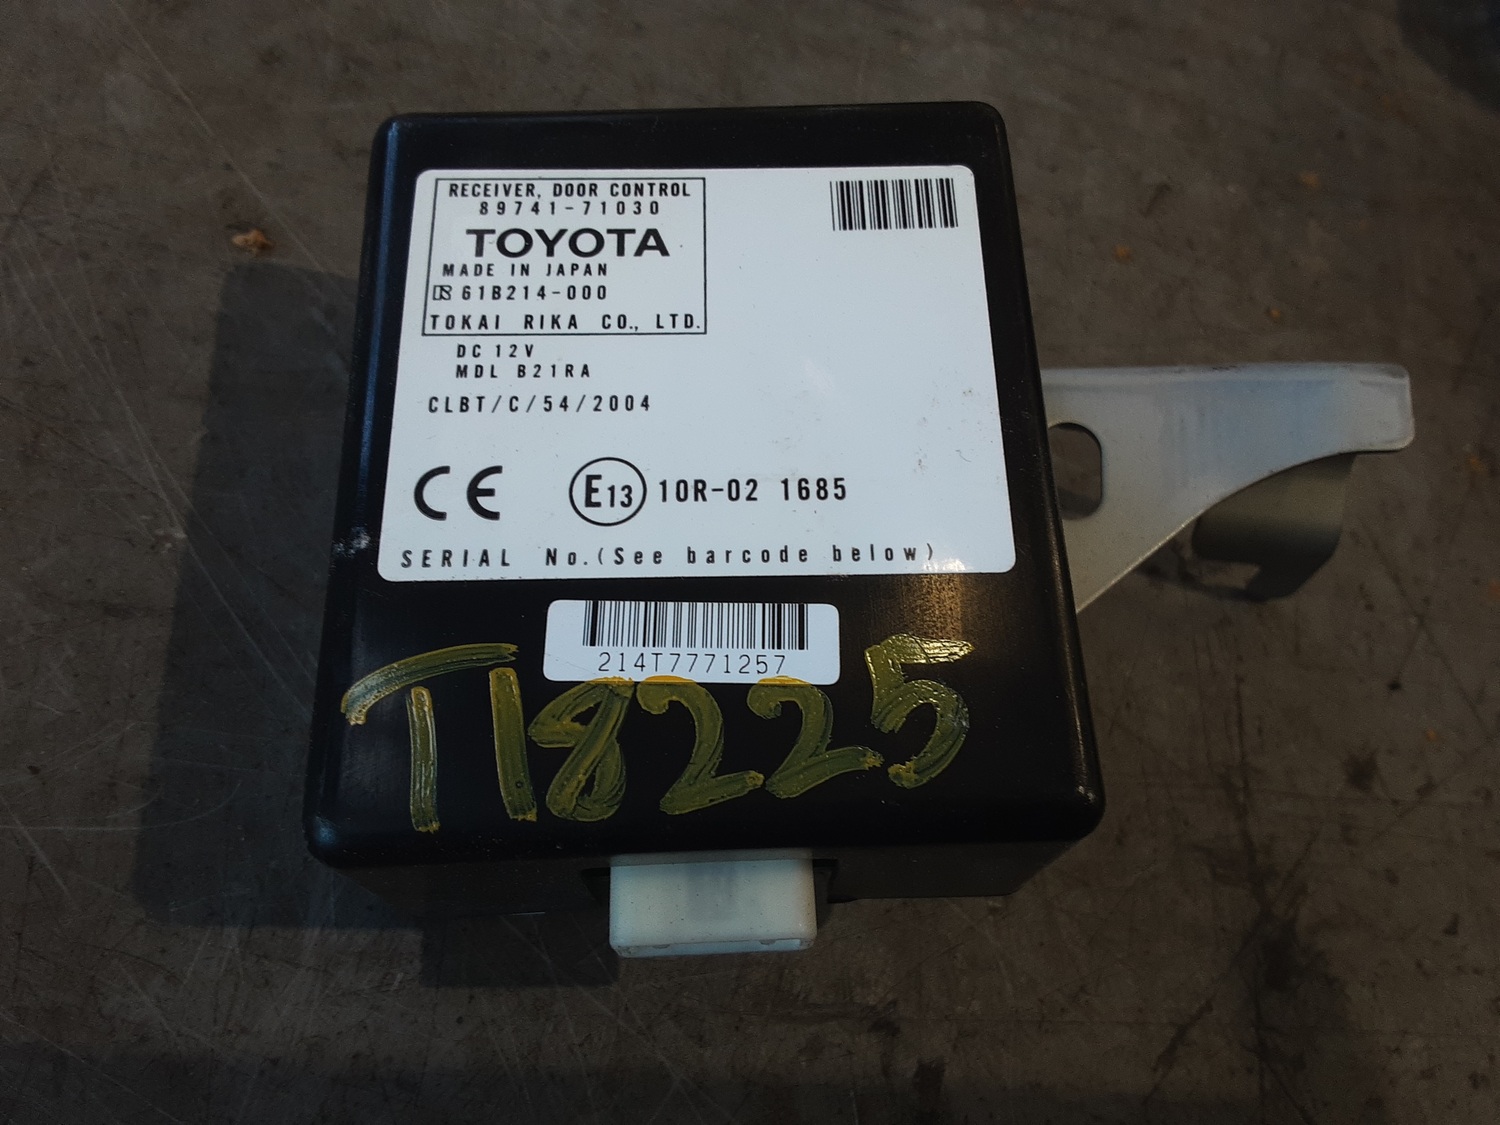 RECEIVER, DOOR CONTROL
89741-71030
TOYOTA
MADE IN JAPAN
61B214-000
TOKAI RIKA CO., LTD.
DC 12V
MDL B21RA
CLBT/C/54/2004
CE E13 10R-02 1685
SERIAL No. (See barcode below)
214T7771257
T18225